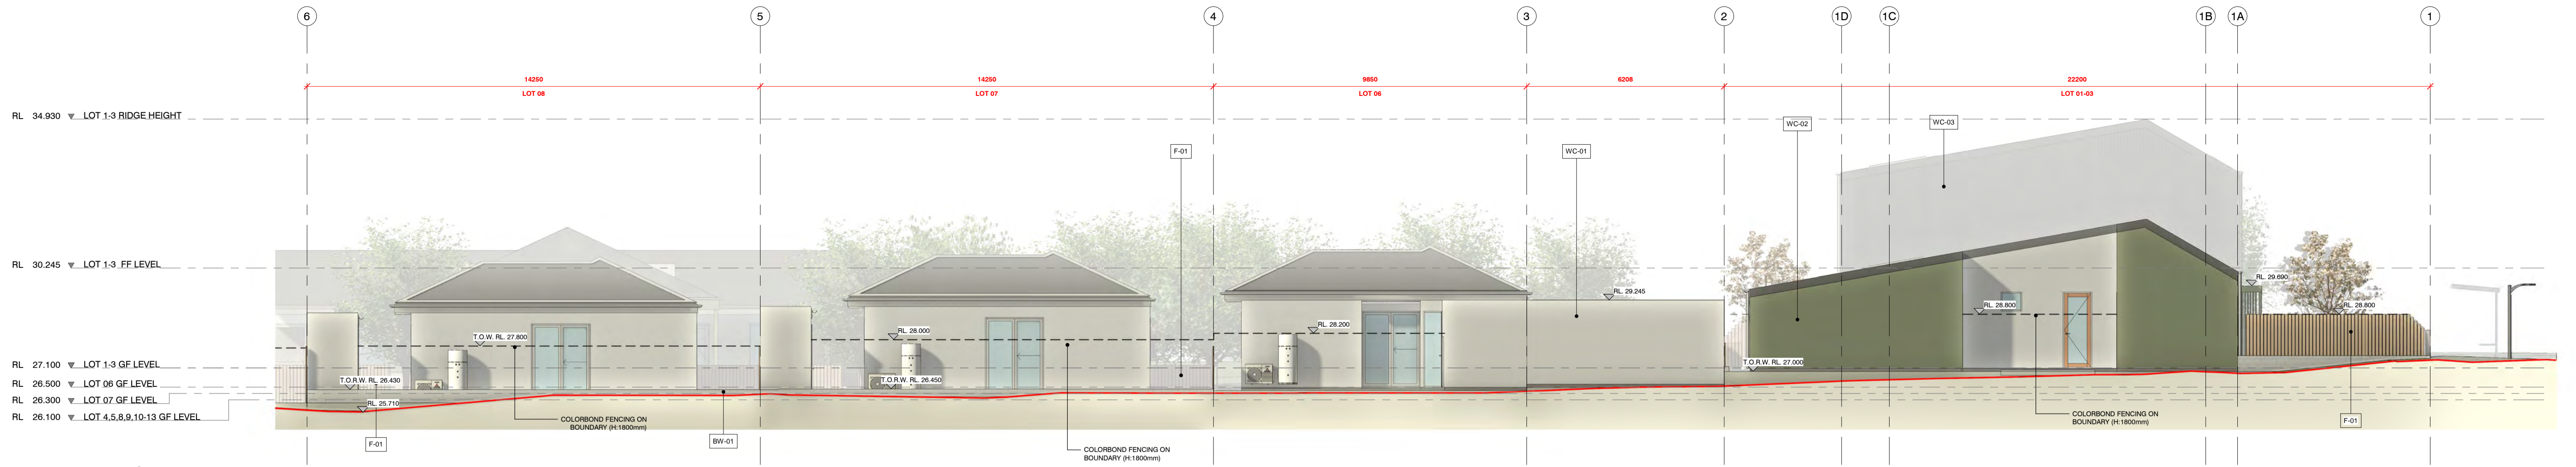 6 5 4 3 2 1D 1C 1B 1A 1
14250 14250 9850 6208 22200
LOT 08 LOT 07 LOT 06 LOT 01-03
RL 34.930 LOT 1-3 RIDGE HEIGHT
WC-02 WC-03
F-01 WC-01
RL 30.245 LOT 1-3 FF LEVEL
RL. 29.690
RL. 29.245
RL. 28.800 RL. 28.800
RL. 28.000 RL. 28.200
T.O.W. RL. 27.800
T.O.R.W. RL. 27.000
RL 27.100 LOT 1-3 GF LEVEL
T.O.R.W. RL. 26.430 T.O.R.W. RL. 26.450
RL 26.500 LOT 06 GF LEVEL
RL 26.300 LOT 07 GF LEVEL
RL. 25.710
RL 26.100 LOT 4,5,8,9,10-13 GF LEVEL
COLORBOND FENCING ON
BOUNDARY (H:1800mm)
COLORBOND FENCING ON
BOUNDARY (H:1800mm)
F-01
F-01 BW-01
COLORBOND FENCING ON
BOUNDARY (H:1800mm)